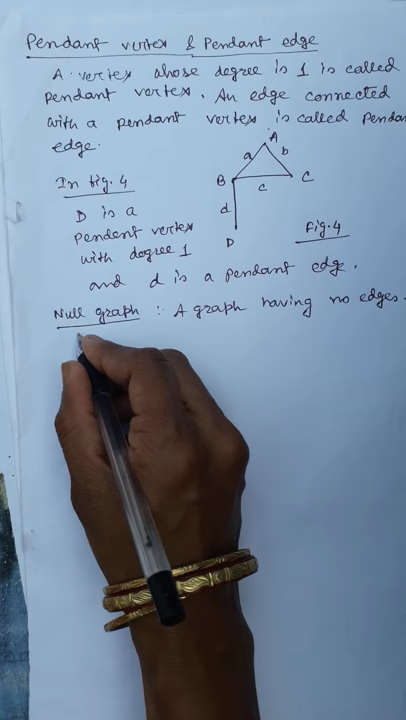 Pendant vertex & Pendant edge
A vertex whose degree is 1 is called
Pendant vertex. An edge connected
with a pendant vertex is called Pendan
edge.
A
a
b
B
c
C
d
D
In fig. 4
Fig. 4
D is a
Pendent vertex
with degree 1
and d is a pendant edg.
Null graph :- A graph having no edges.